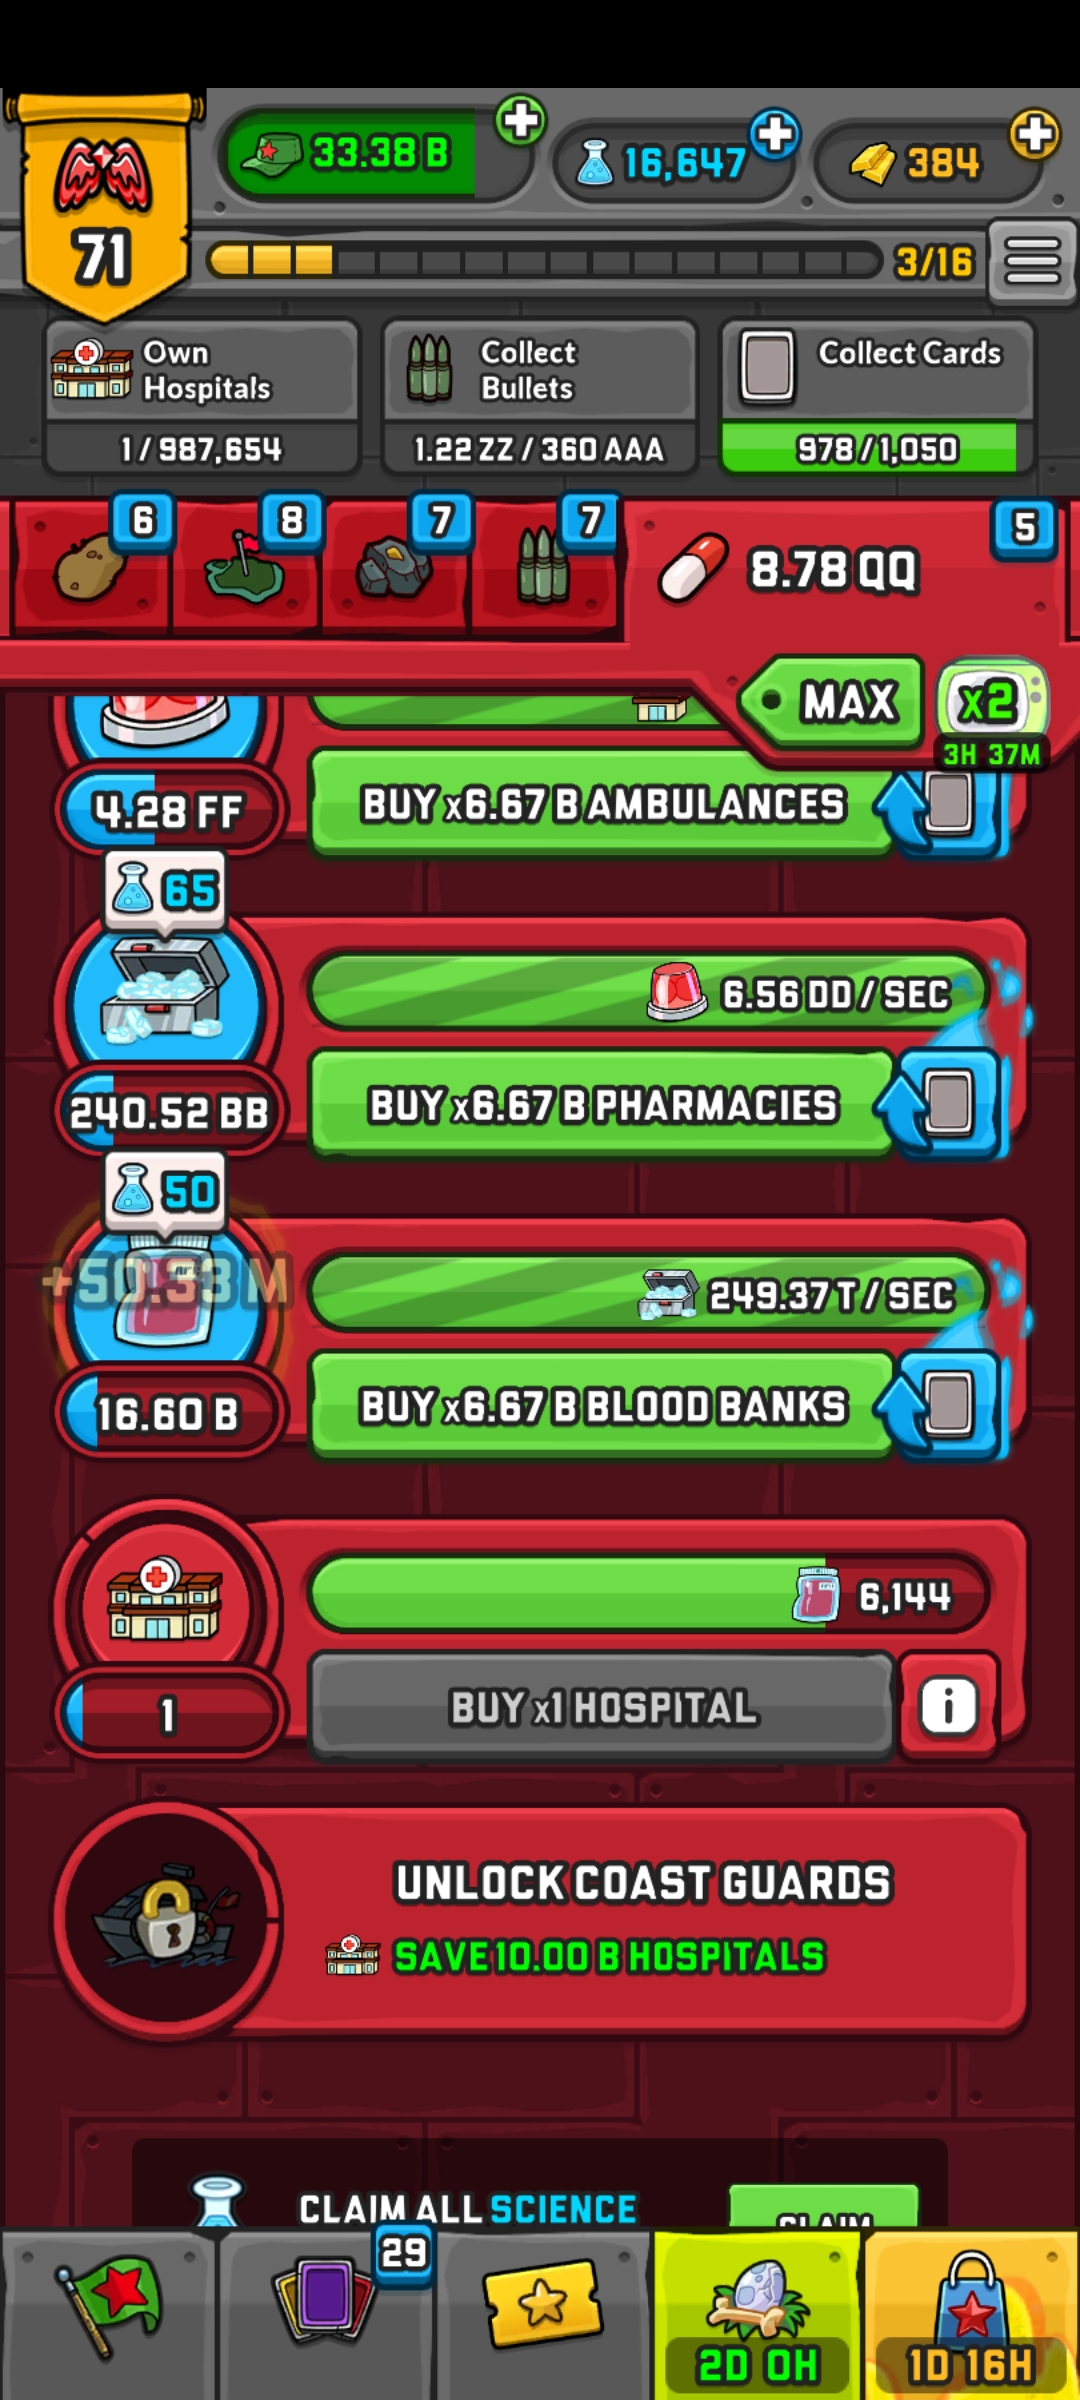 71
33.38 B
16,647
384
3/16
Own
Hospitals
1 / 987,654
Collect
Bullets
1.22 ZZ / 360 AAA
Collect Cards
978 / 1,050
6
8
7
7
5
8.78 QQ
MAX
x2
3H 37M
4.28 FF
BUY x6.67 B AMBULANCES
65
6.56 DD / SEC
240.52 BB
BUY x6.67 B PHARMACIES
50
+50.33 M
249.37 T / SEC
16.60 B
BUY x6.67 B BLOOD BANKS
6,144
1
BUY x1 HOSPITAL
i
UNLOCK COAST GUARDS
SAVE 10.00 B HOSPITALS
CLAIM ALL SCIENCE
CLAIM
29
2D 0H
1D 16H